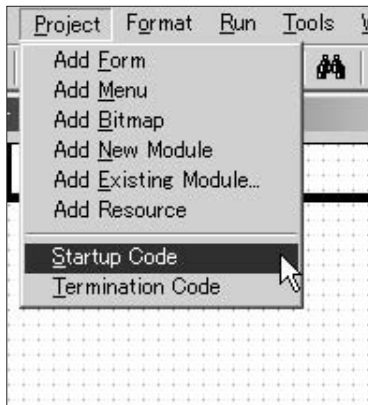 Project Format Run Tools
Add Form
Add Menu
Add Bitmap
Add New Module
Add Existing Module...
Add Resource
Startup Code
Termination Code